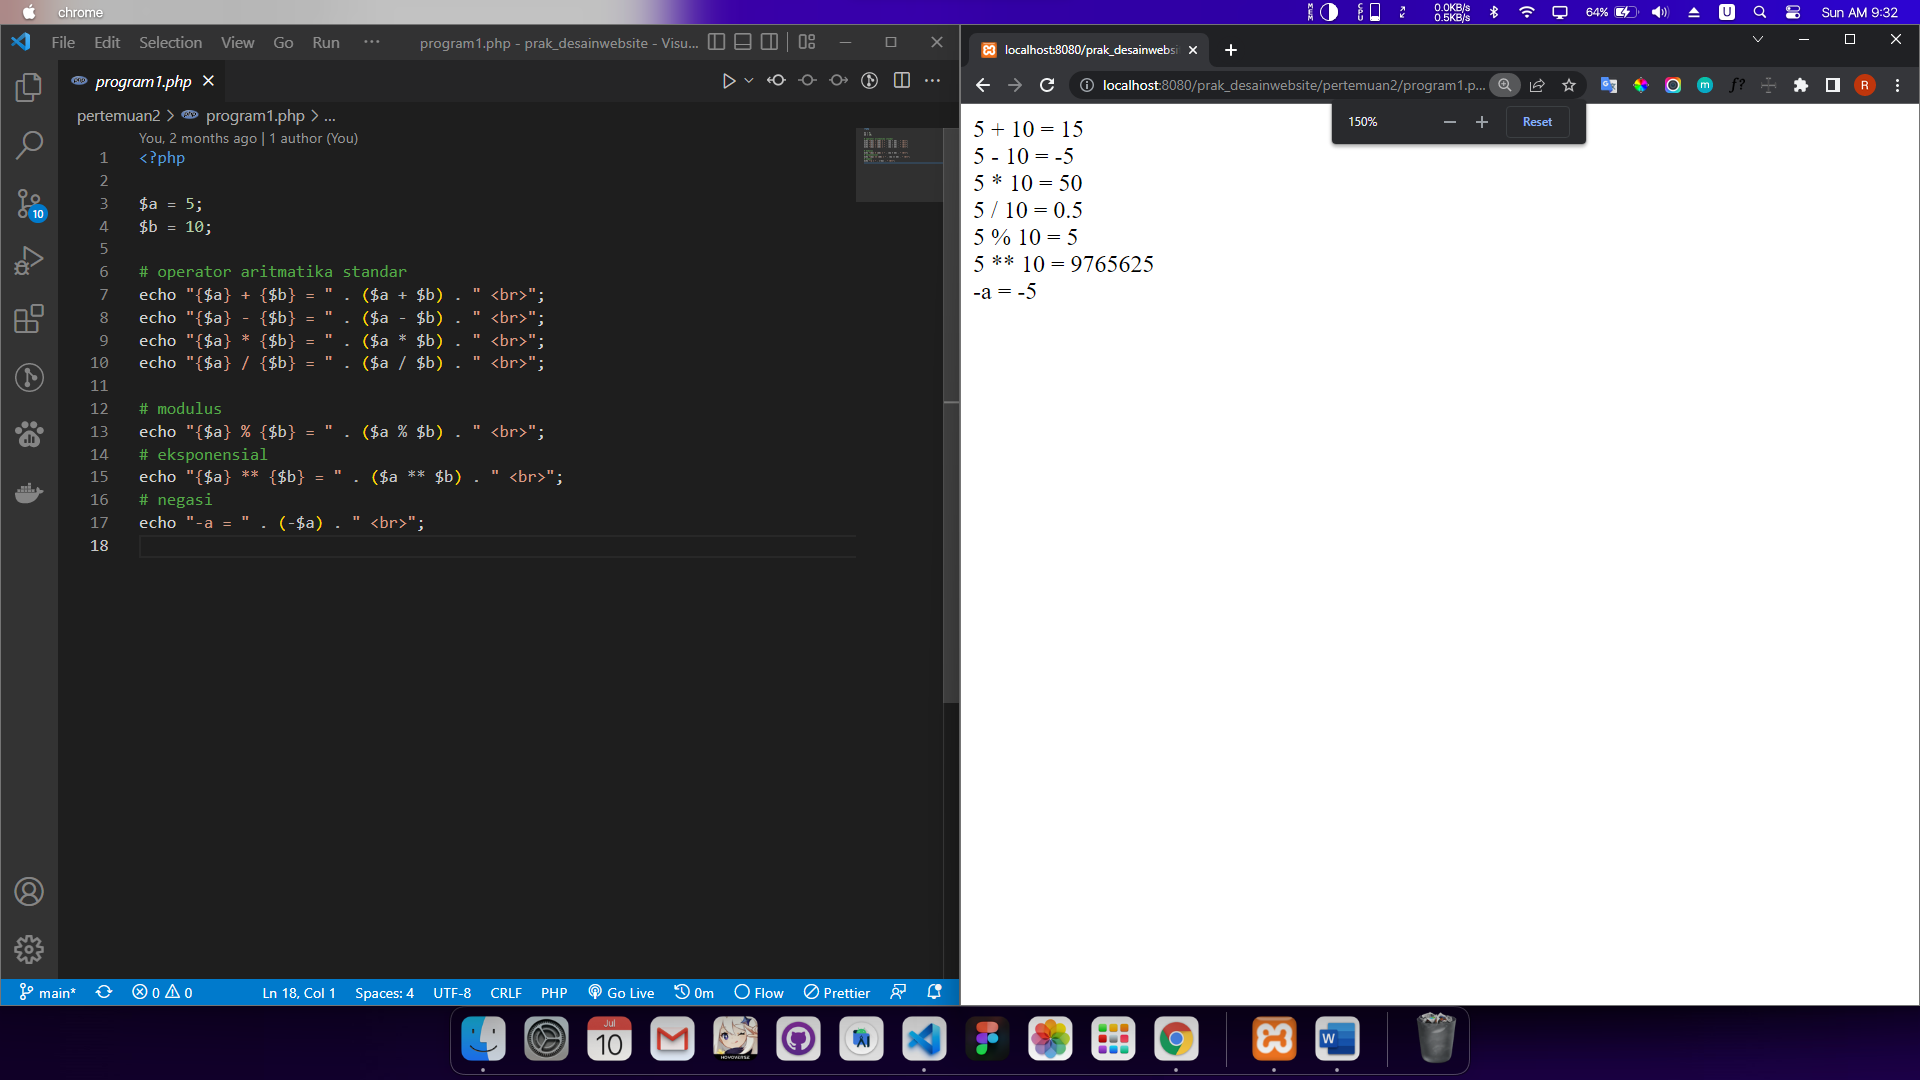 chrome
MEM
CPU
0.0KB/s
0.5KB/s
64%
U
Sun AM 9:32
File Edit Selection View Go Run ··· program1.php - prak_desainwebsite - Visu...
program1.php
pertemuan2 > program1.php > ...
You, 2 months ago | 1 author (You)
1 <?php
2
3 $a = 5;
4 $b = 10;
5
6 # operator aritmatika standar
7 echo "{$a} + {$b} = " . ($a + $b) . " <br>";
8 echo "{$a} - {$b} = " . ($a - $b) . " <br>";
9 echo "{$a} * {$b} = " . ($a * $b) . " <br>";
10 echo "{$a} / {$b} = " . ($a / $b) . " <br>";
11
12 # modulus
13 echo "{$a} % {$b} = " . ($a % $b) . " <br>";
14 # eksponensial
15 echo "{$a} ** {$b} = " . ($a ** $b) . " <br>";
16 # negasi
17 echo "-a = " . (-$a) . " <br>";
18
10
main* 0 0 Ln 18, Col 1 Spaces: 4 UTF-8 CRLF PHP Go Live 0m Flow Prettier
localhost:8080/prak_desainwebsi
localhost:8080/prak_desainwebsite/pertemuan2/program1.p...
m
f?
R
150% Reset
5 + 10 = 15
5 - 10 = -5
5 * 10 = 50
5 / 10 = 0.5
5 % 10 = 5
5 ** 10 = 9765625
-a = -5
Jul
10
HOYOVERSE
W